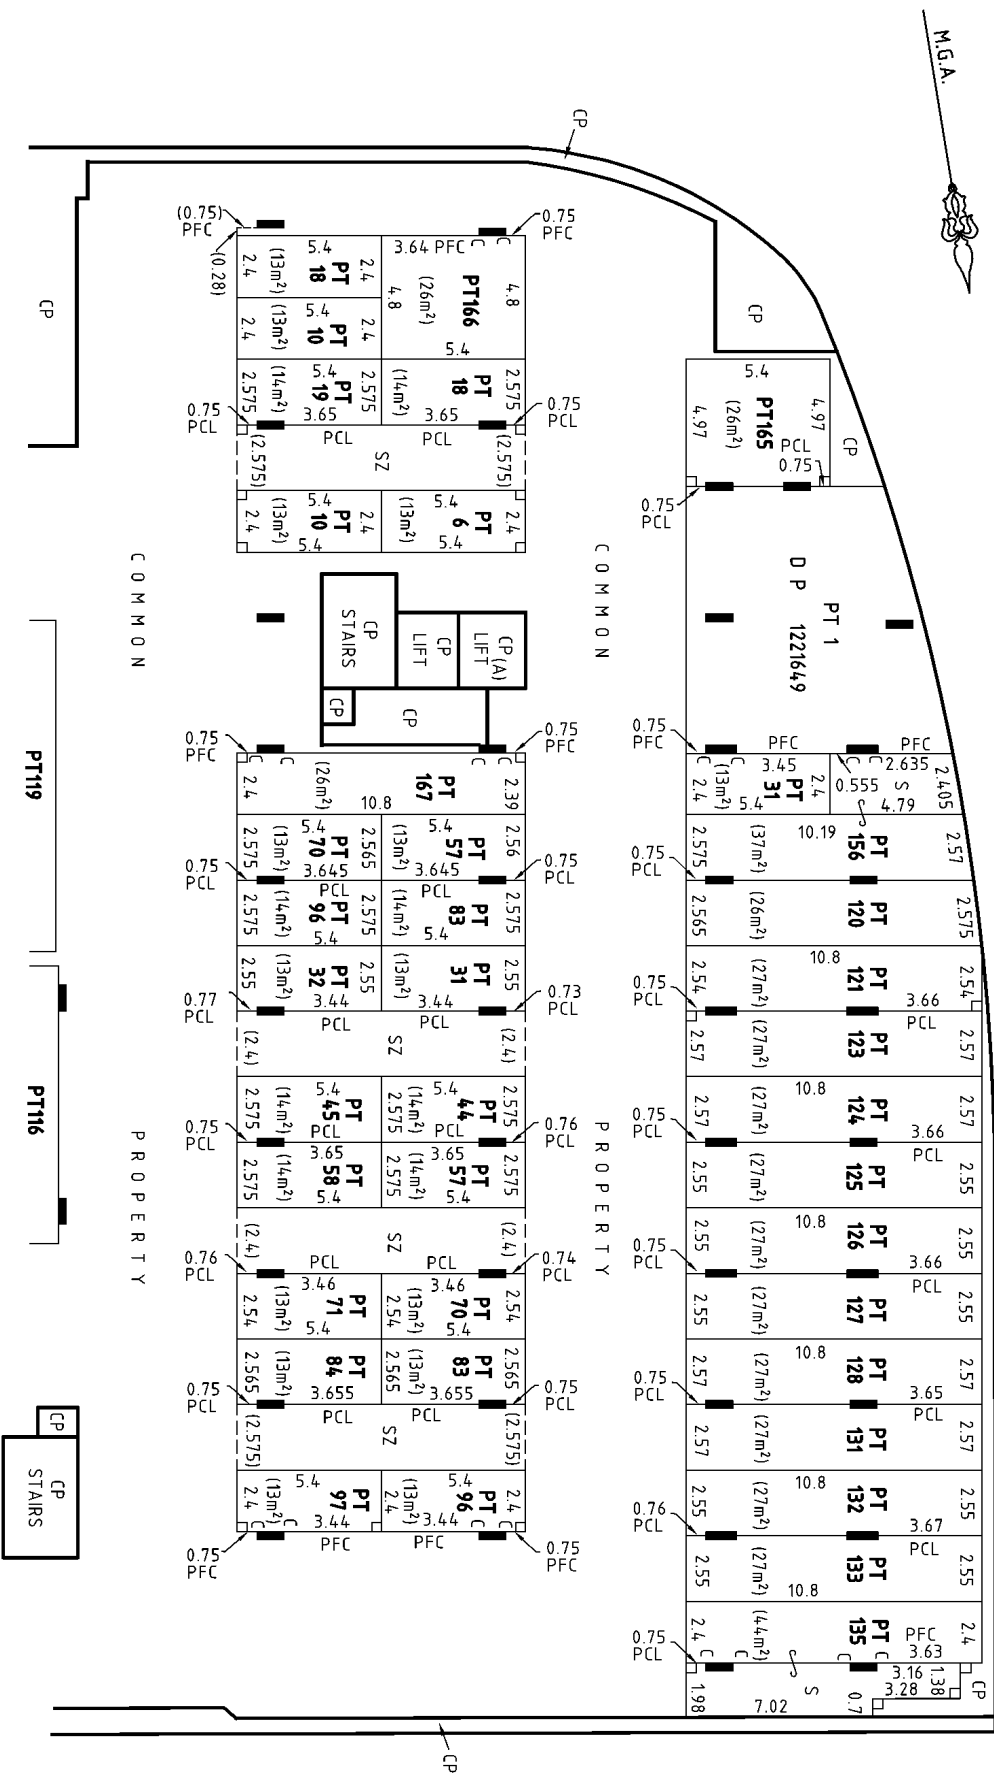 M.G.A.
CP
(0.75)
PFC
(0.28)
0.75
PFC
5.4
2.4
(13m²)
PT
18
2.4
3.64 PFC
C
C
PT166
(26m²)
4.8
4.8
5.4
CP
CP
5.4
2.4
(13m²)
PT
10
2.4
5.4
2.575
(14m²)
PT
19
2.575
3.65
(14m²)
PT
18
2.575
3.65
0.75
PCL
0.75
PCL
PCL
PCL
(2.575)
SZ
(2.575)
5.4
4.97
PT165
(26m²)
4.97
PCL
0.75
CP
0.75
PCL
5.4
2.4
(13m²)
PT
10
2.4
5.4
5.4
(13m²)
PT
6
2.4
5.4
COMMON
COMMON
DP 1221649
PT 1
CP
STAIRS
CP
LIFT
CP(A)
LIFT
CP
CP
0.75
PFC
0.75
PFC
0.75
PFC
PFC
PFC
C
C
C
C
2.4
(26m²)
PT
167
10.8
2.39
C
C
C
C
3.45
2.4
(13m²)
PT
31
2.4
5.4
0.555
2.635
S
4.79
2.405
PT119
5.4
2.575
(13m²)
PT
70
2.565
3.645
5.4
(13m²)
PT
57
2.56
3.645
10.19
2.575
(37m²)
PT
156
2.57
0.75
PCL
0.75
PCL
0.75
PCL
PCL
PCL
2.575
(14m²)
PT
96
2.575
5.4
(14m²)
PT
83
2.575
5.4
2.565
(26m²)
PT
120
2.575
2.55
(13m²)
PT
32
2.55
3.44
(13m²)
PT
31
2.55
3.44
10.8
2.54
(27m²)
PT
121
2.54
3.66
PCL
0.77
PCL
PCL
PCL
0.73
PCL
0.75
PCL
(2.4)
SZ
(2.4)
2.57
(27m²)
PT
123
2.57
PT116
5.4
2.575
(14m²)
PT
45
PCL
5.4
2.575
PT
44
PCL
2.575
10.8
2.57
(27m²)
PT
124
2.57
3.66
PCL
0.75
PCL
0.76
PCL
0.75
PCL
PROPERTY
PROPERTY
3.65
2.575
(14m²)
PT
58
5.4
3.65
2.575
(14m²)
PT
57
5.4
2.575
2.55
(27m²)
PT
125
2.55
(2.4)
SZ
(2.4)
10.8
2.55
(27m²)
PT
126
2.55
3.66
PCL
0.76
PCL
PCL
PCL
0.74
PCL
0.75
PCL
3.46
2.54
(13m²)
PT
71
5.4
3.46
2.54
(13m²)
PT
70
5.4
2.54
2.55
(27m²)
PT
127
2.55
2.565
(13m²)
PT
84
3.655
2.565
(13m²)
PT
83
3.655
2.565
10.8
2.57
(27m²)
PT
128
2.57
3.65
PCL
0.75
PCL
PCL
PCL
0.75
PCL
0.75
PCL
CP
CP
STAIRS
(2.575)
SZ
(2.575)
2.57
(27m²)
PT
131
2.57
5.4
2.4
(13m²)
PT
97
3.44
C
C
5.4
2.4
(13m²)
PT
96
3.44
2.4
C
C
10.8
2.55
(27m²)
PT
132
2.55
3.67
PCL
0.75
PFC
PFC
PFC
0.75
PFC
0.76
PCL
2.55
(27m²)
PT
133
2.55
10.8
2.4
(44m²)
PT
135
PFC
3.63
2.4
C
C
C
C
0.75
PCL
1.98
7.02
S
0.7
3.16
3.28
1.38
CP
CP